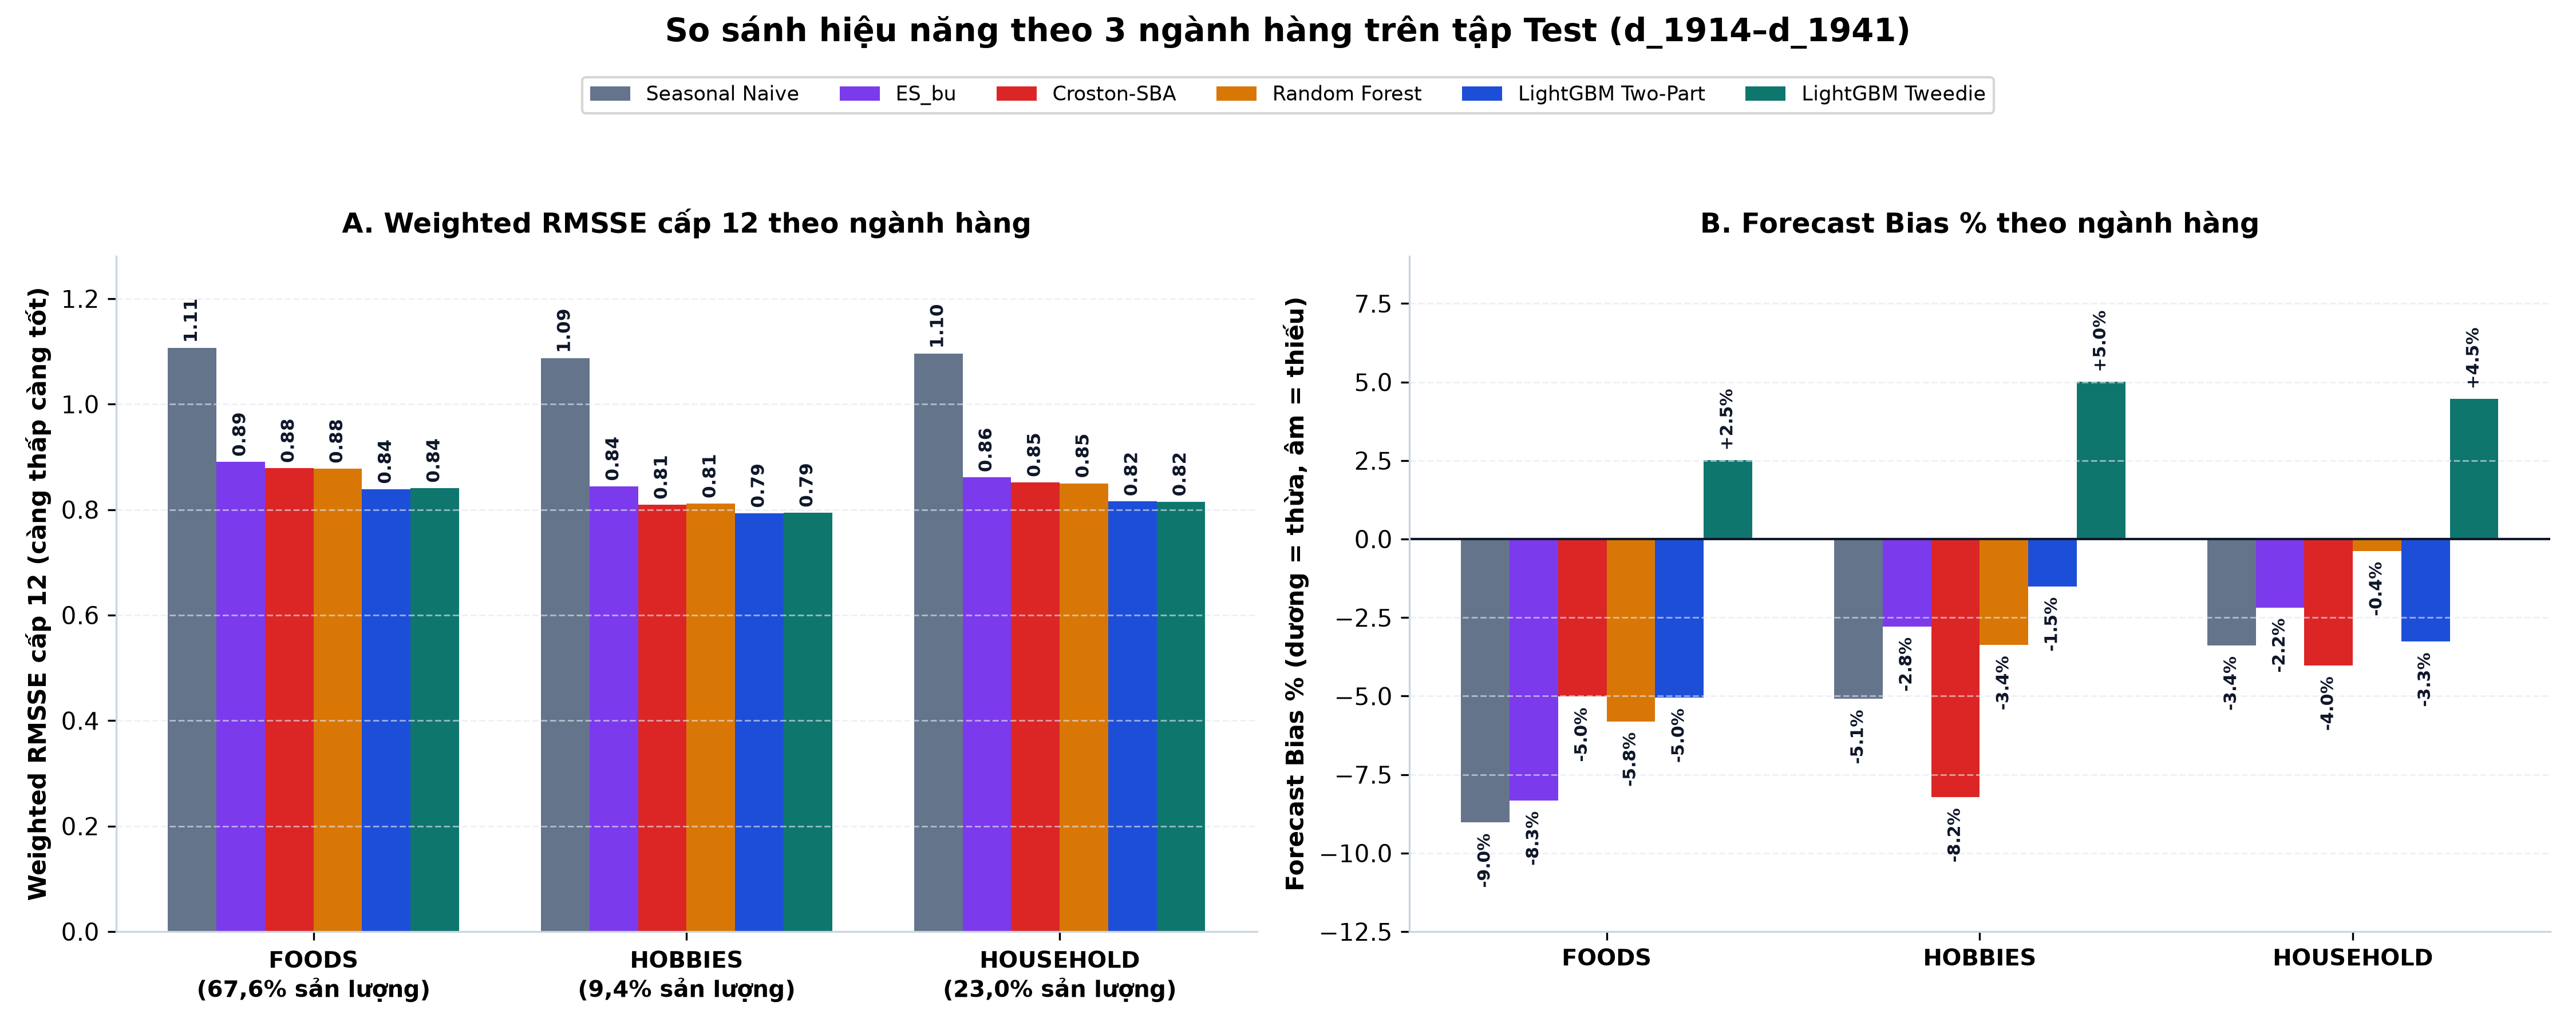 So sánh hiệu năng theo 3 ngành hàng trên tập Test (d_1914–d_1941)
Seasonal Naive
ES_bu
Croston-SBA
Random Forest
LightGBM Two-Part
LightGBM Tweedie
A. Weighted RMSSE cấp 12 theo ngành hàng
Weighted RMSSE cấp 12 (càng thấp càng tốt)
1.2
1.0
0.8
0.6
0.4
0.2
0.0
1.11
0.89
0.88
0.88
0.84
0.84
1.09
0.84
0.81
0.81
0.79
0.79
1.10
0.86
0.85
0.85
0.82
0.82
FOODS
(67,6% sản lượng)
HOBBIES
(9,4% sản lượng)
HOUSEHOLD
(23,0% sản lượng)
B. Forecast Bias % theo ngành hàng
Forecast Bias % (dương = thừa, âm = thiếu)
7.5
5.0
2.5
0.0
−2.5
−5.0
−7.5
−10.0
−12.5
-9.0%
-8.3%
-5.0%
-5.8%
-5.0%
+2.5%
-5.1%
-2.8%
-8.2%
-3.4%
-1.5%
+5.0%
-3.4%
-2.2%
-4.0%
-0.4%
-3.3%
+4.5%
FOODS
HOBBIES
HOUSEHOLD